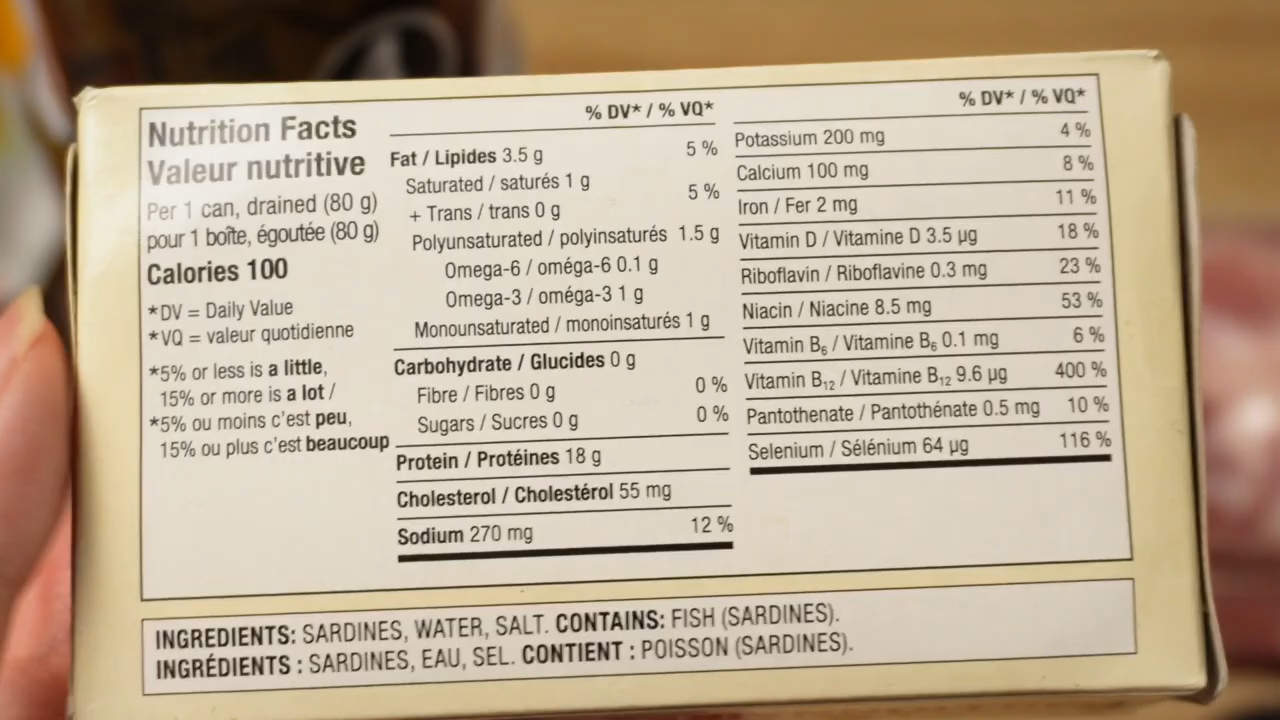 Nutrition Facts
Valeur nutritive
Per 1 can, drained (80 g)
pour 1 boîte, égoutée (80 g)
Calories 100
*DV = Daily Value
*VQ = valeur quotidienne
*5% or less is a little,
15% or more is a lot /
*5% ou moins c'est peu,
15% ou plus c'est beaucoup
% DV* / % VQ*
Fat / Lipides 3.5 g 5 %
Saturated / saturés 1 g
+ Trans / trans 0 g 5 %
Polyunsaturated / polyinsaturés 1.5 g
Omega-6 / oméga-6 0.1 g
Omega-3 / oméga-3 1 g
Monounsaturated / monoinsaturés 1 g
Carbohydrate / Glucides 0 g
Fibre / Fibres 0 g 0 %
Sugars / Sucres 0 g 0 %
Protein / Protéines 18 g
Cholesterol / Cholestérol 55 mg
Sodium 270 mg 12 %
% DV* / % VQ*
Potassium 200 mg 4 %
Calcium 100 mg 8 %
Iron / Fer 2 mg 11 %
Vitamin D / Vitamine D 3.5 µg 18 %
Riboflavin / Riboflavine 0.3 mg 23 %
Niacin / Niacine 8.5 mg 53 %
Vitamin B6 / Vitamine B6 0.1 mg 6 %
Vitamin B12 / Vitamine B12 9.6 µg 400 %
Pantothenate / Pantothénate 0.5 mg 10 %
Selenium / Sélénium 64 µg 116 %
INGREDIENTS: SARDINES, WATER, SALT. CONTAINS: FISH (SARDINES).
INGRÉDIENTS : SARDINES, EAU, SEL. CONTIENT : POISSON (SARDINES).